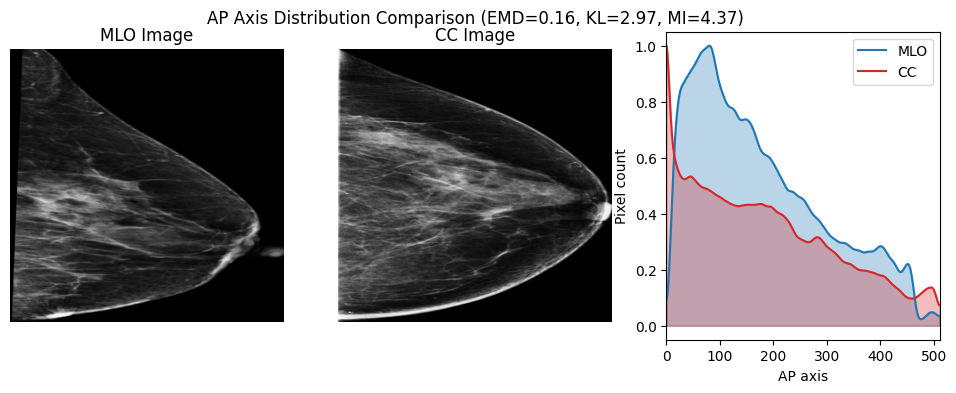 AP Axis Distribution Comparison (EMD=0.16, KL=2.97, MI=4.37)
MLO Image
CC Image
MLO
CC
Pixel count
1.0
0.8
0.6
0.4
0.2
0.0
0 100 200 300 400 500
AP axis